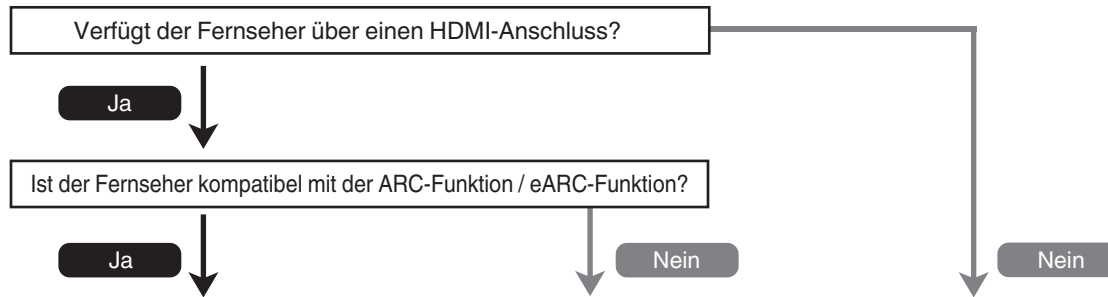 Verfügt der Fernseher über einen HDMI-Anschluss?
Ja
Ist der Fernseher kompatibel mit der ARC-Funktion / eARC-Funktion?
Ja
Nein
Nein